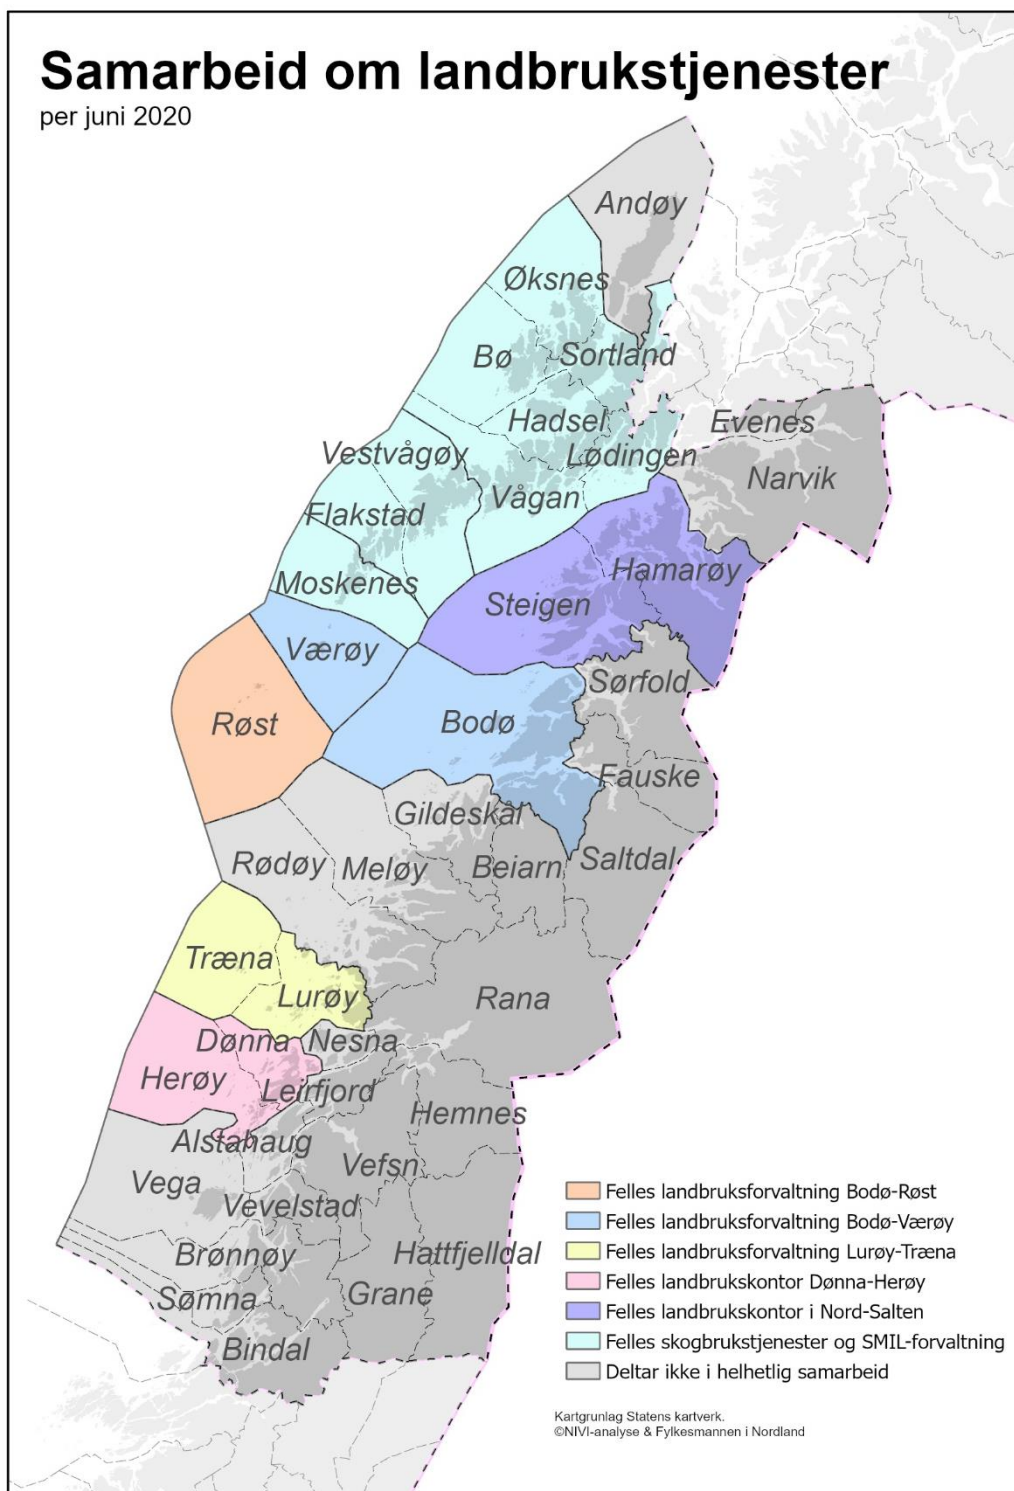 Samarbeid om landbrukstjenester
per juni 2020
Andøy
Øksnes
Bø
Sortland
Hadsel
Evenes
Vestvågøy
Lødingen
Narvik
Vågan
Flakstad
Moskenes
Hamarøy
Steigen
Værøy
Sørfold
Røst
Bodø
Fauske
Gildeskål
Rødøy
Meløy
Beiarn
Saltdal
Træna
Lurøy
Rana
Dønna
Nesna
Herøy
Leirfjord
Hemnes
Alstahaug
Vefsn
Vega
Vevelstad
Brønnøy
Hattfjelldal
Sømna
Grane
Bindal
Felles landbruksforvaltning Bodø-Røst
Felles landbruksforvaltning Bodø-Værøy
Felles landbruksforvaltning Lurøy-Træna
Felles landbrukskontor Dønna-Herøy
Felles landbrukskontor i Nord-Salten
Felles skogbrukstjenester og SMIL-forvaltning
Deltar ikke i helhetlig samarbeid
Kartgrunlag Statens kartverk.
©NIVI-analyse & Fylkesmannen i Nordland